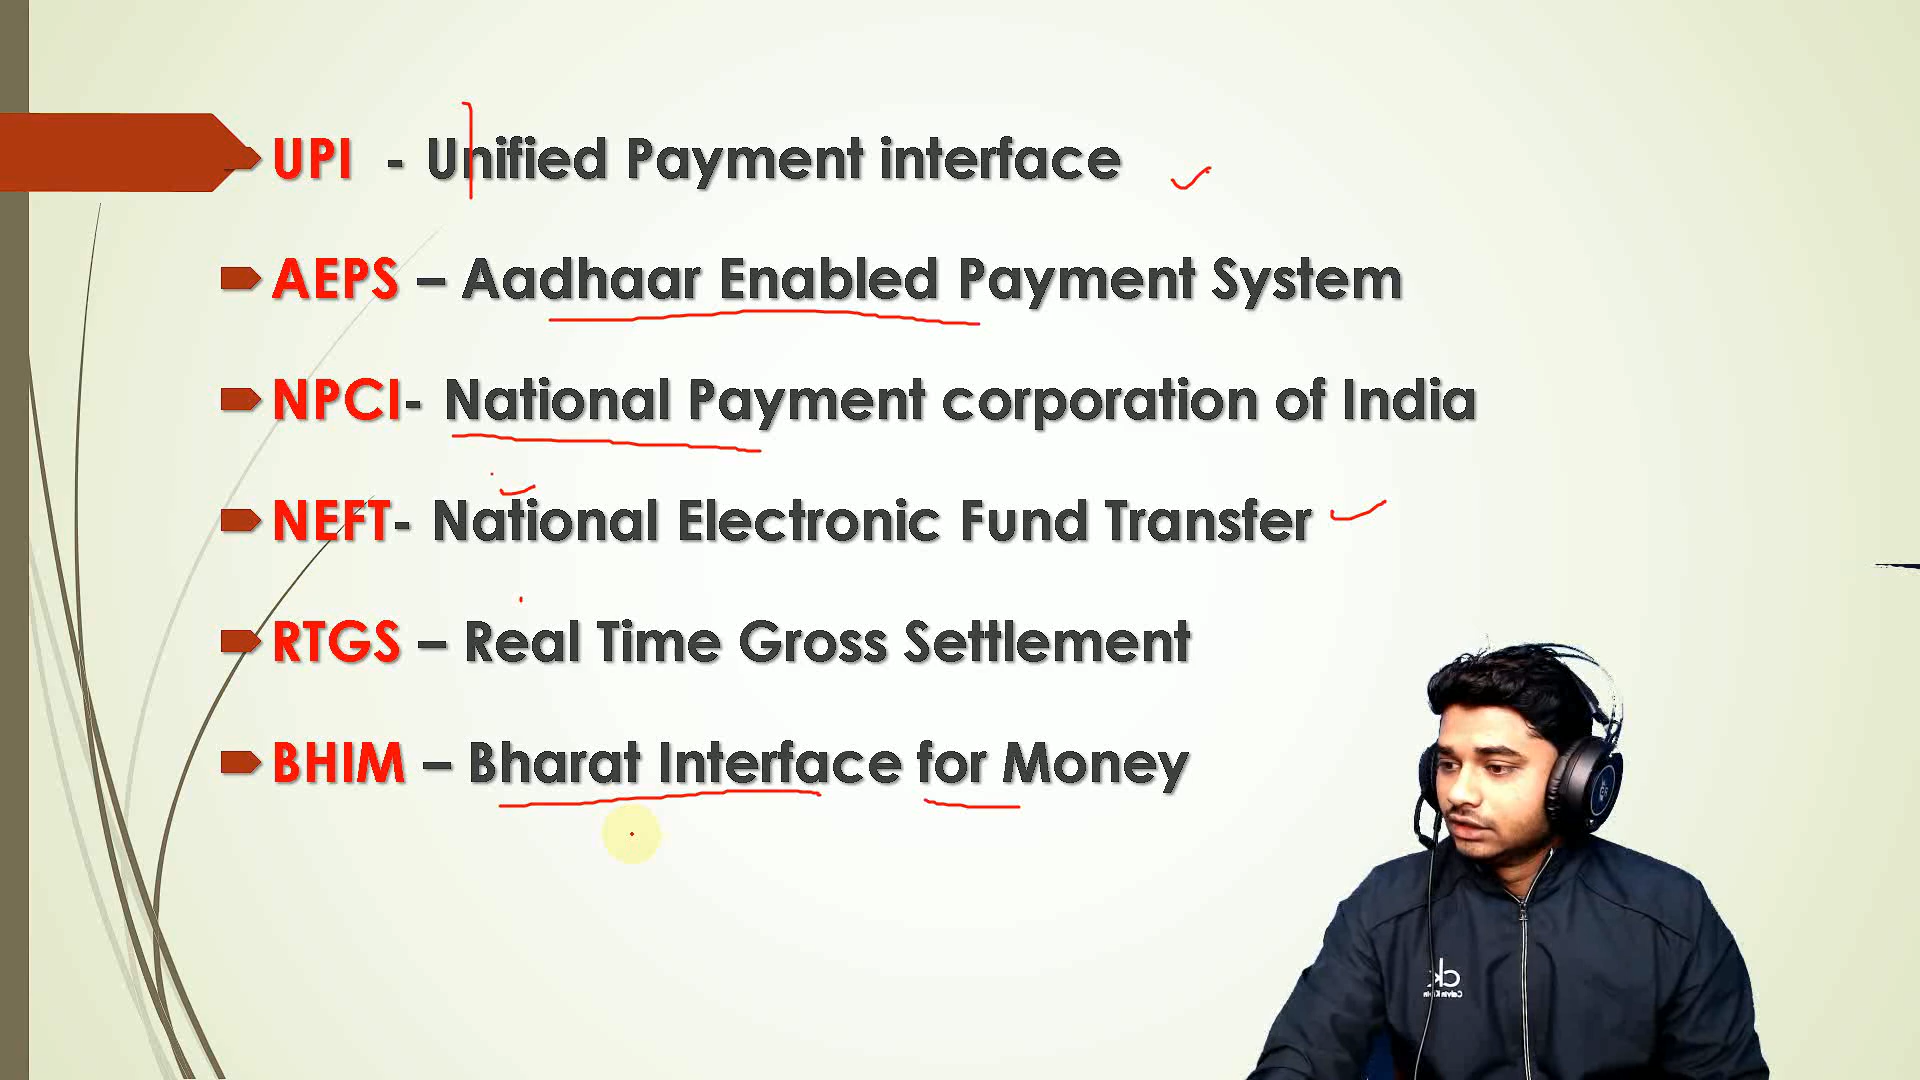 UPI - Unified Payment interface
AEPS – Aadhaar Enabled Payment System
NPCI- National Payment corporation of India
NEFT- National Electronic Fund Transfer
RTGS – Real Time Gross Settlement
BHIM – Bharat Interface for Money
ck